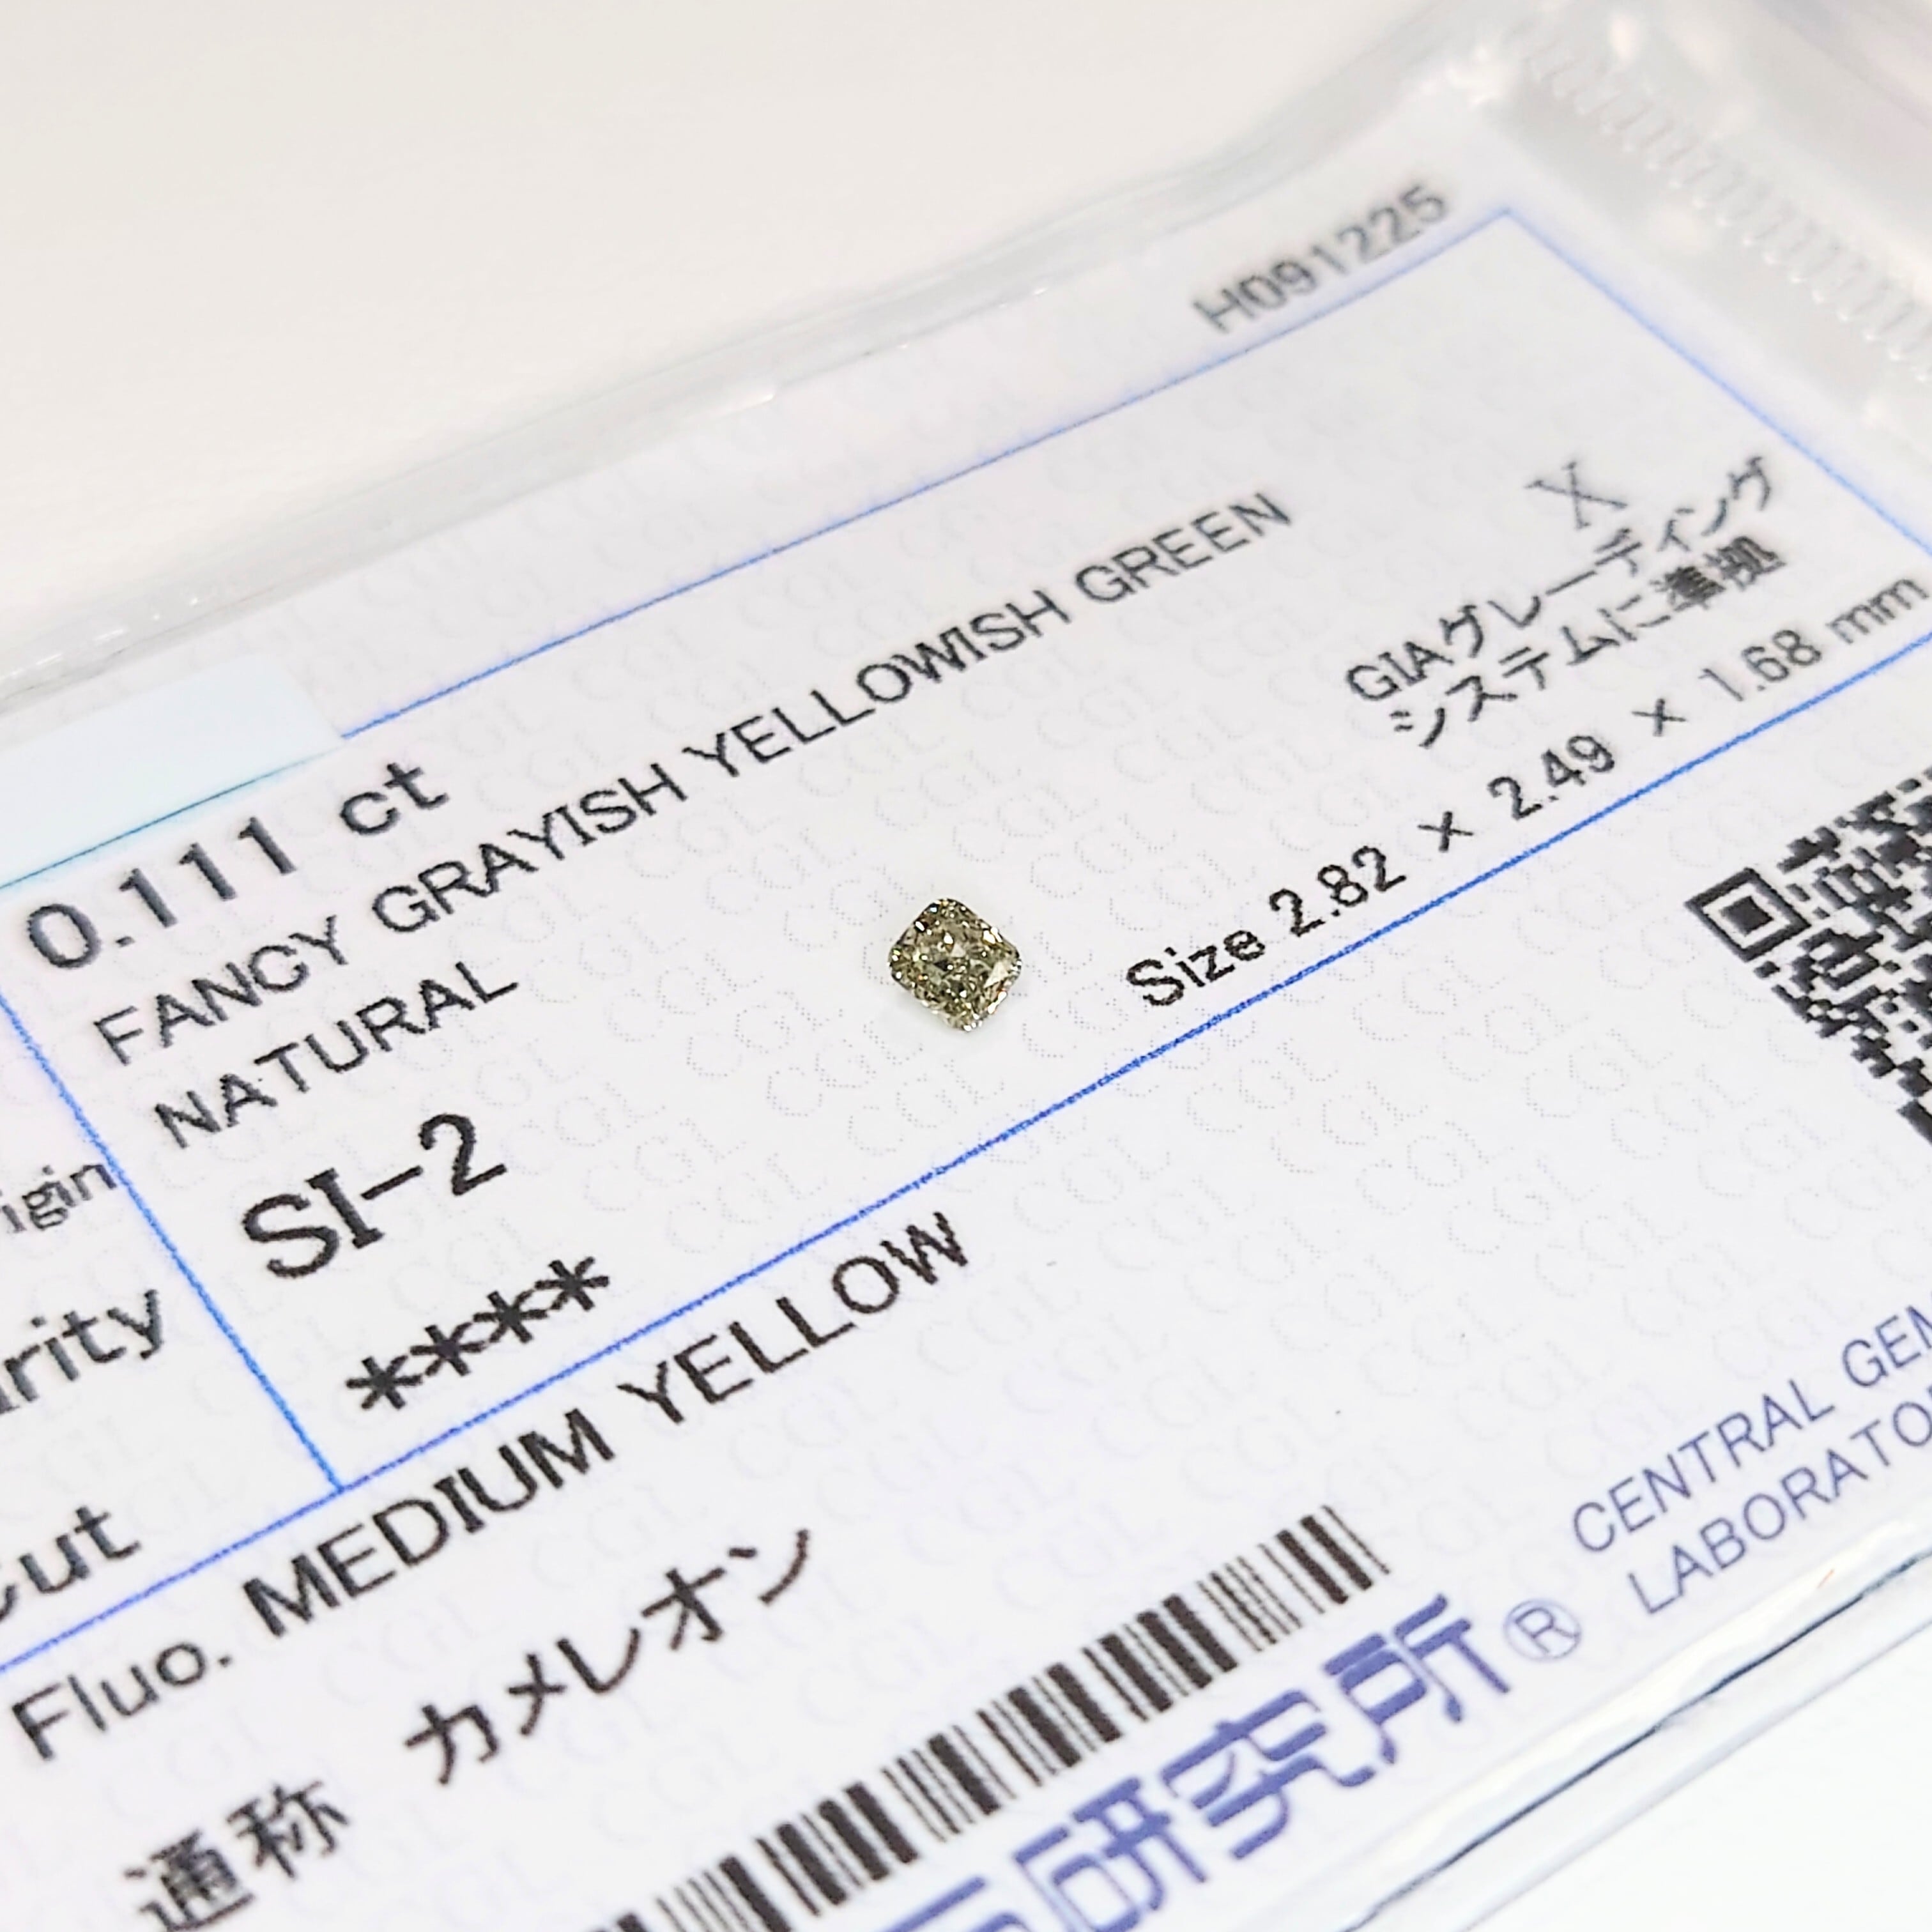 H091225
0.111 ct
FANCY GRAYISH YELLOWISH GREEN
NATURAL
X
GIAグレーディング
システムに準拠
igin
rity
SI-2
Size 2.82 × 2.49 × 1.68 mm
Cut
****
Fluo. MEDIUM YELLOW
通称 カメレオン
研究所®
CENTRAL GEM
LABORATO